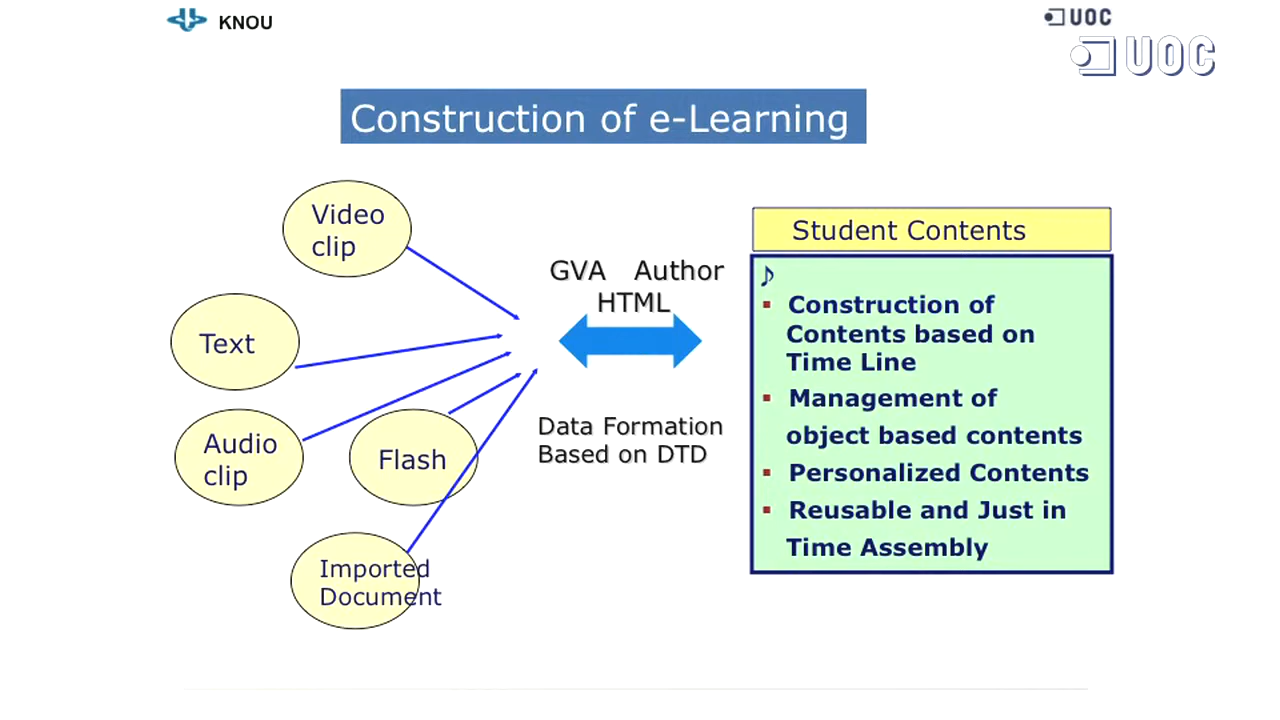 KNOU
UOC
UOC
Construction of e-Learning
Video
clip
Text
Audio
clip
Flash
Imported
Document
GVA Author
HTML
Data Formation
Based on DTD
Student Contents
♪
▪ Construction of
Contents based on
Time Line
▪ Management of
object based contents
▪ Personalized Contents
▪ Reusable and Just in
Time Assembly